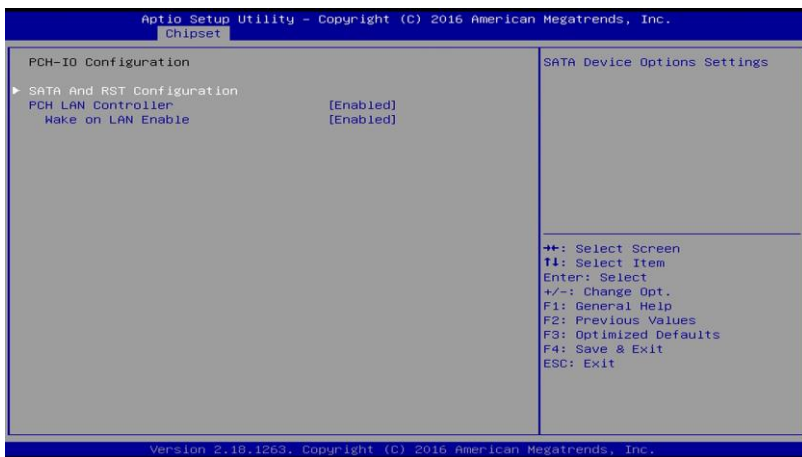 Aptio Setup Utility – Copyright (C) 2016 American Megatrends, Inc.
Chipset
PCH-IO Configuration
SATA And RST Configuration
PCH LAN Controller [Enabled]
Wake on LAN Enable [Enabled]
SATA Device Options Settings
→←: Select Screen
↑↓: Select Item
Enter: Select
+/-: Change Opt.
F1: General Help
F2: Previous Values
F3: Optimized Defaults
F4: Save & Exit
ESC: Exit
Version 2.18.1263. Copyright (C) 2016 American Megatrends, Inc.